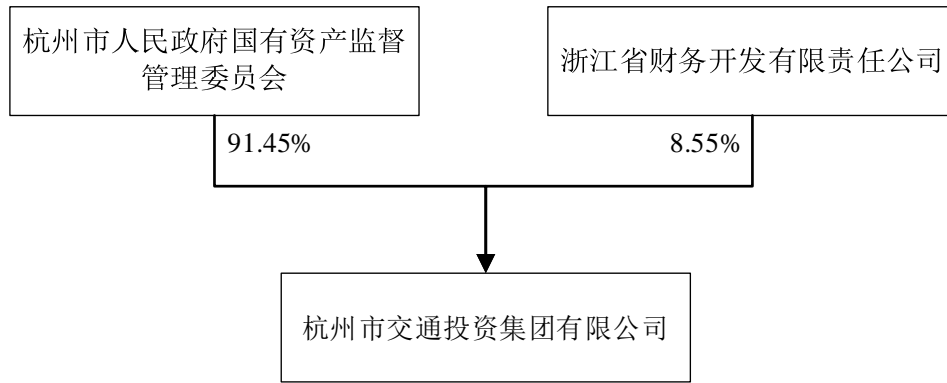 杭州市人民政府国有资产监督
管理委员会
浙江省财务开发有限责任公司
91.45%
8.55%
杭州市交通投资集团有限公司